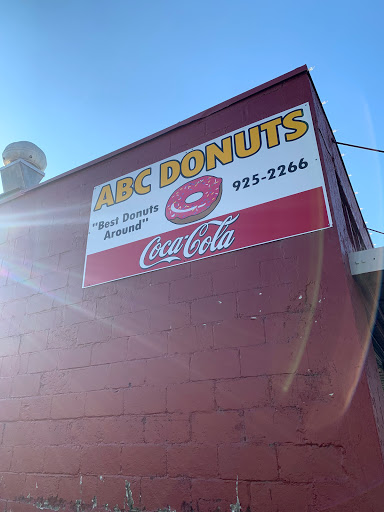 ABC DONUTS
"Best Donuts
Around"
925-2266
Coca-Cola